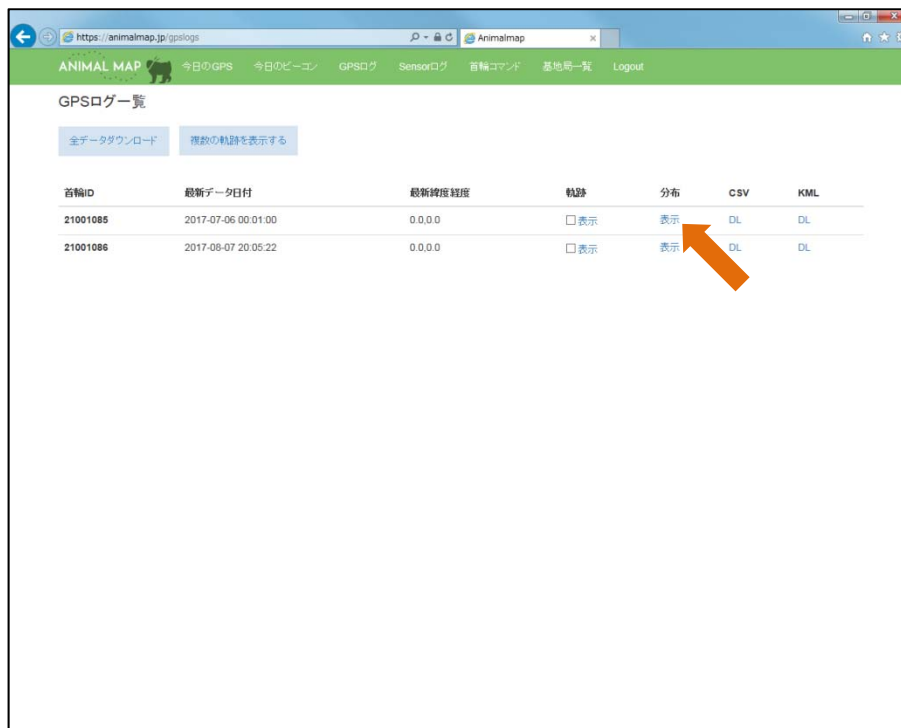 https://animalmap.jp/gpslogs
Animalmap
ANIMAL MAP 今日のGPS 今日のビーコン GPSログ Sensorログ 首輪コマンド 基地局一覧 Logout
GPSログ一覧
全データダウンロード 複数の軌跡を表示する
首輪ID 最新データ日付 最新緯度経度 軌跡 分布 CSV KML
21001085 2017-07-06 00:01:00 0.0,0.0 表示 表示 DL DL
21001086 2017-08-07 20:05:22 0.0,0.0 表示 表示 DL DL